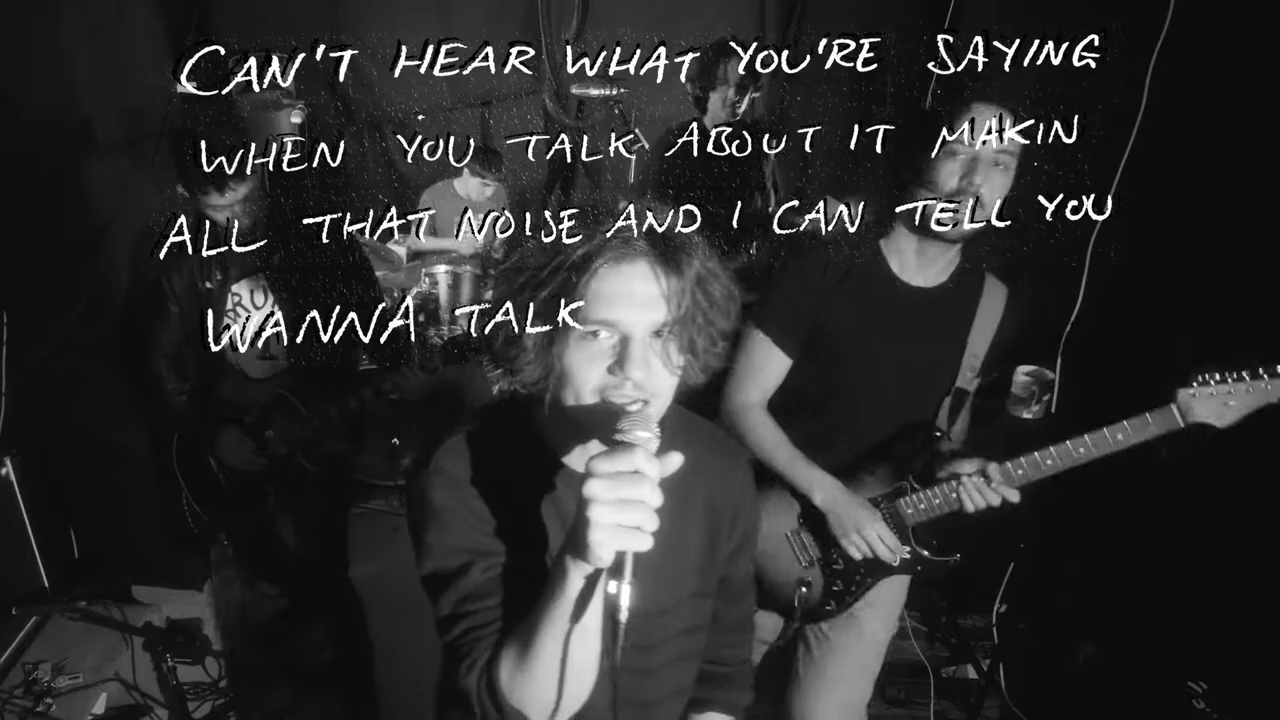 CAN'T HEAR WHAT YOU'RE SAYING
WHEN YOU TALK ABOUT IT MAKIN
ALL THAT NOISE AND I CAN TELL YOU
WANNA TALK